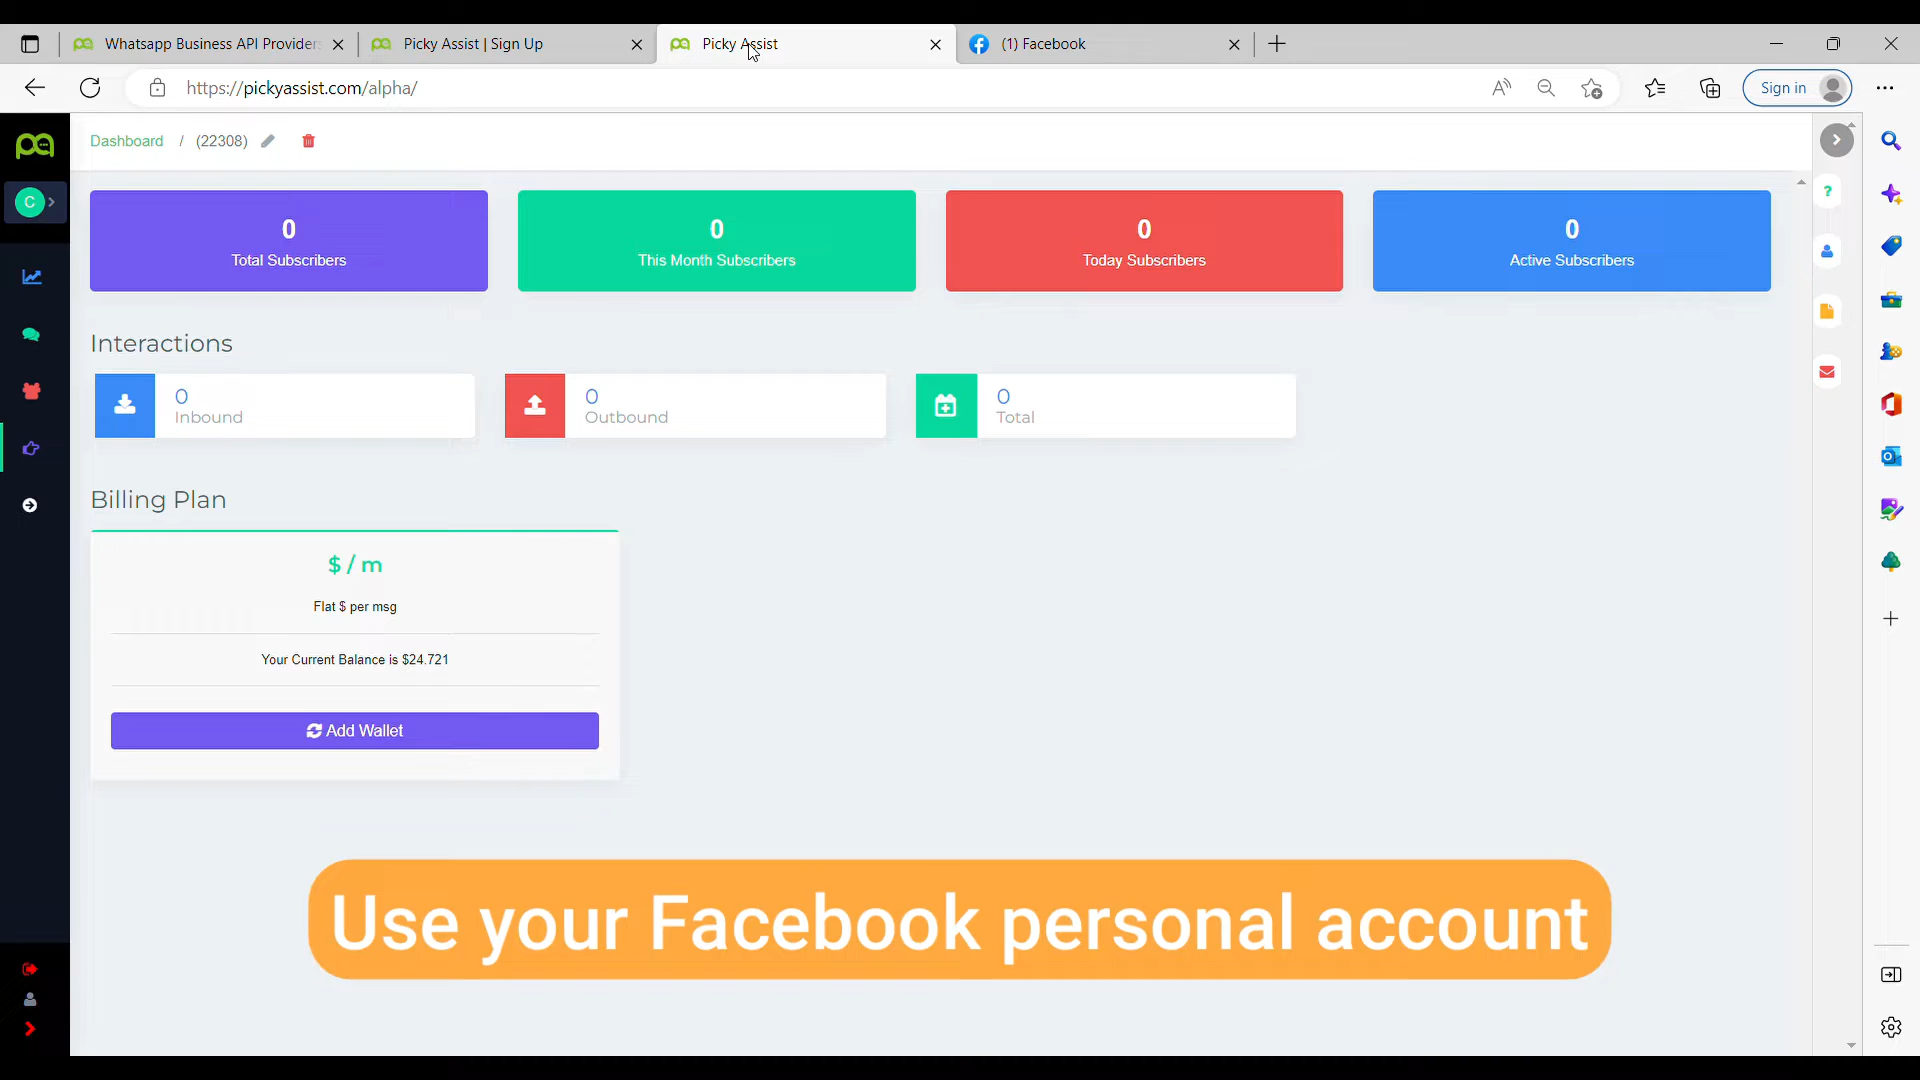 Whatsapp Business API Providers
Picky Assist | Sign Up
Picky Assist
(1) Facebook
https://pickyassist.com/alpha/
Sign in
Dashboard / (22308)
C
0
Total Subscribers
0
This Month Subscribers
0
Today Subscribers
0
Active Subscribers
?
Interactions
0
Inbound
0
Outbound
0
Total
Billing Plan
$ / m
Flat $ per msg
Your Current Balance is $24.721
Add Wallet
Use your Facebook personal account